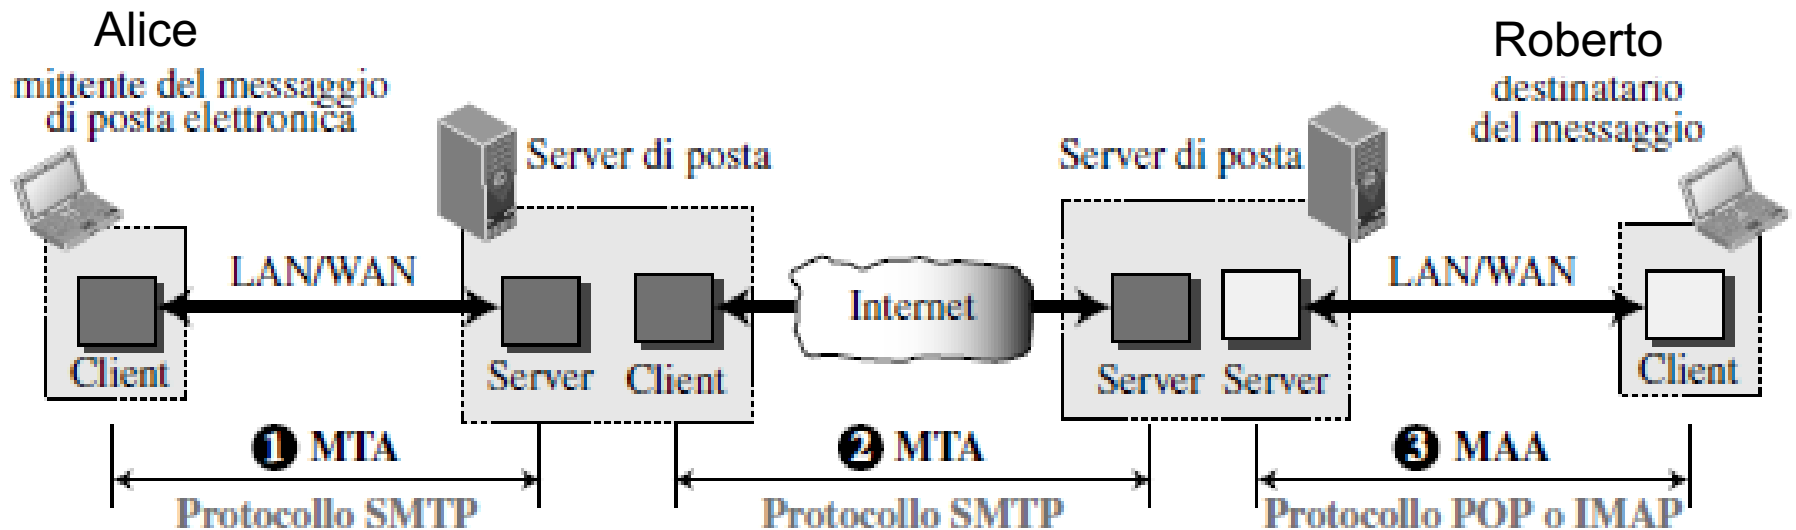 Alice
mittente del messaggio
di posta elettronica
Roberto
destinatario
del messaggio
Server di posta
Server di posta
LAN/WAN
Internet
LAN/WAN
Client
Server
Client
Server
Server
Client
1 MTA
2 MTA
3 MAA
Protocollo SMTP
Protocollo SMTP
Protocollo POP o IMAP